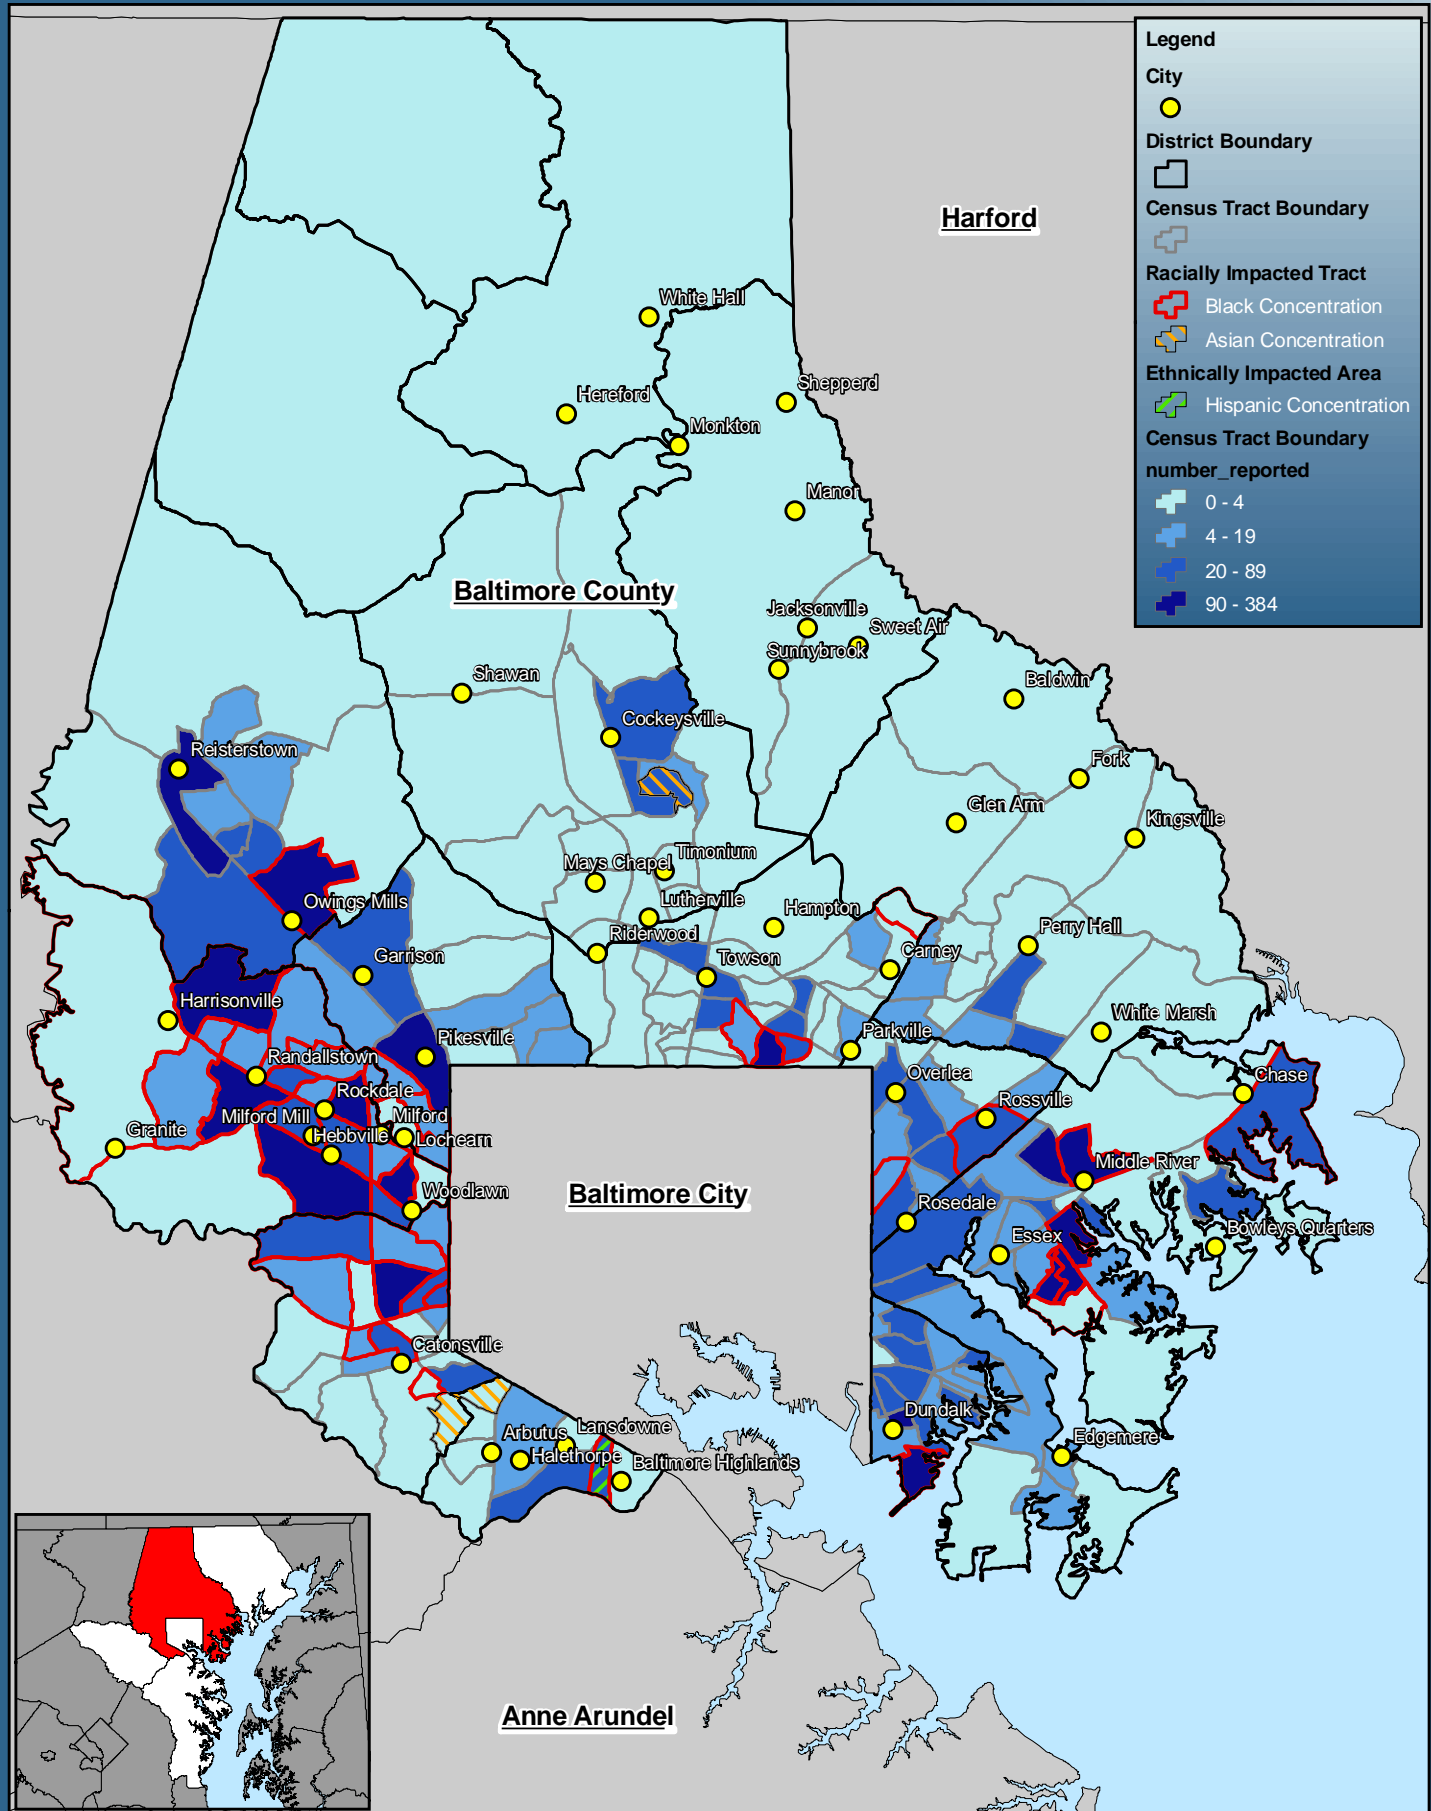 Legend
City
District Boundary
Census Tract Boundary
Racially Impacted Tract
Black Concentration
Asian Concentration
Ethnically Impacted Area
Hispanic Concentration
Census Tract Boundary
number_reported
0 - 4
4 - 19
20 - 89
90 - 384
Harford
White Hall
Shepperd
Hereford
Monkton
Manor
Baltimore County
Jacksonville
Sweet Air
Sunnybrook
Shawan
Baldwin
Cockeysville
Reisterstown
Fork
Glen Arm
Kingsville
Timonium
Mays Chapel
Owings Mills
Lutherville
Hampton
Perry Hall
Riderwood
Carney
Garrison
Towson
Harrisonville
White Marsh
Parkville
Pikesville
Randallstown
Overlea
Chase
Rockdale
Rossville
Milford Mill
Milford
Granite
Hebbville
Lochearn
Middle River
Woodlawn
Baltimore City
Rosedale
Bowleys Quarters
Essex
Catonsville
Dundalk
Arbutus
Lansdowne
Edgemere
Halethorpe
Baltimore Highlands
Anne Arundel